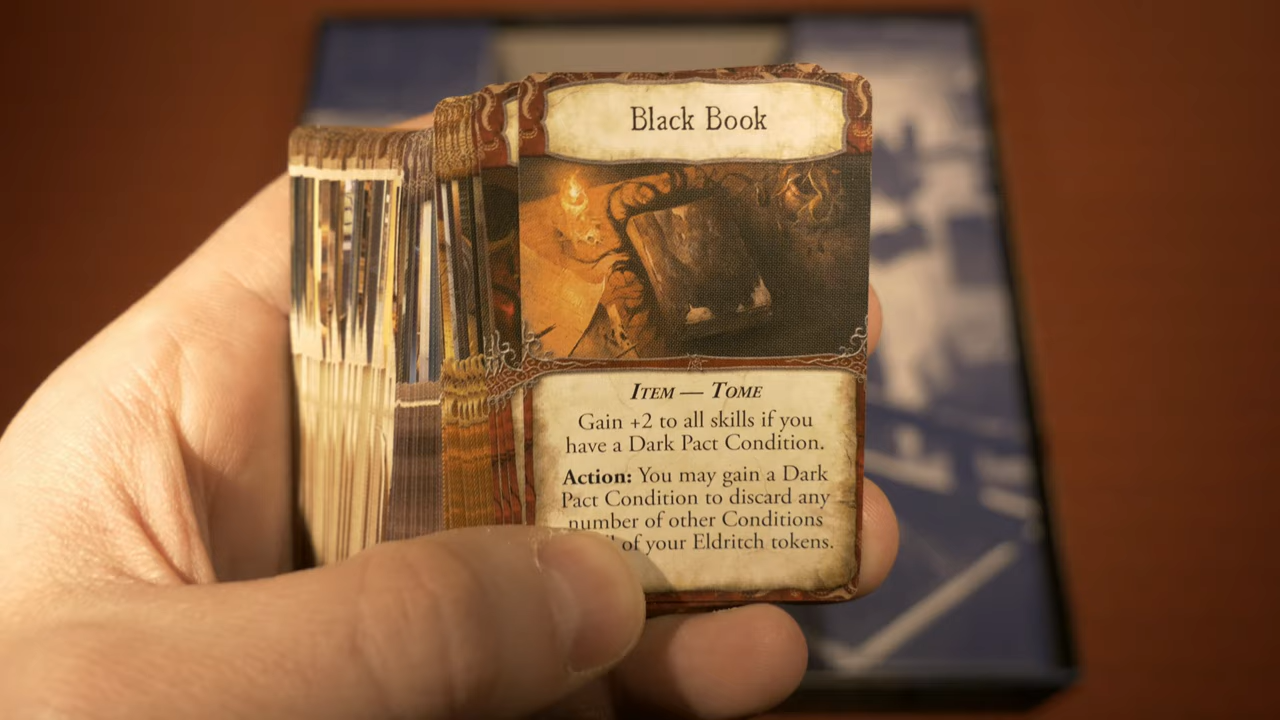 Black Book
Item — Tome
Gain +2 to all skills if you
have a Dark Pact Condition.
Action: You may gain a Dark
Pact Condition to discard any
number of other Conditions
of your Eldritch tokens.